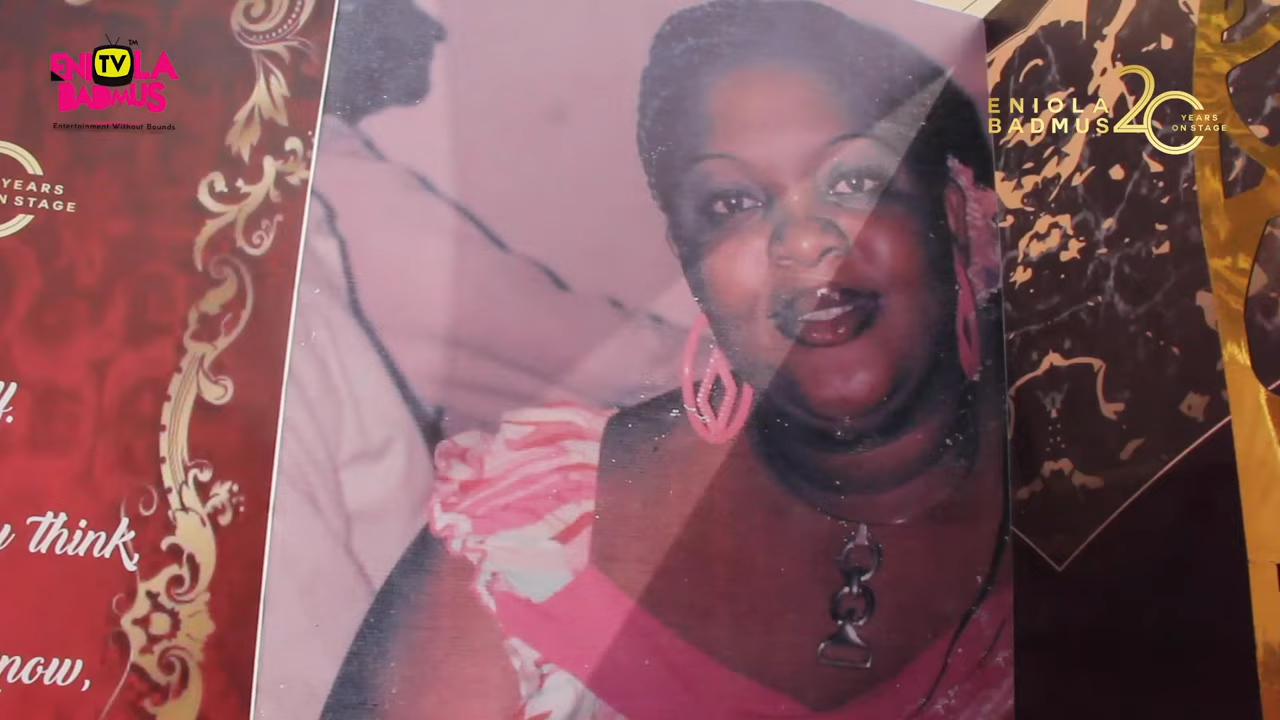 ENIOLA
TV
BADMUS
Entertainment Without Bounds
ENIOLA
BADMUS
20
YEARS
ON STAGE
YEARS
N STAGE
think,
now,